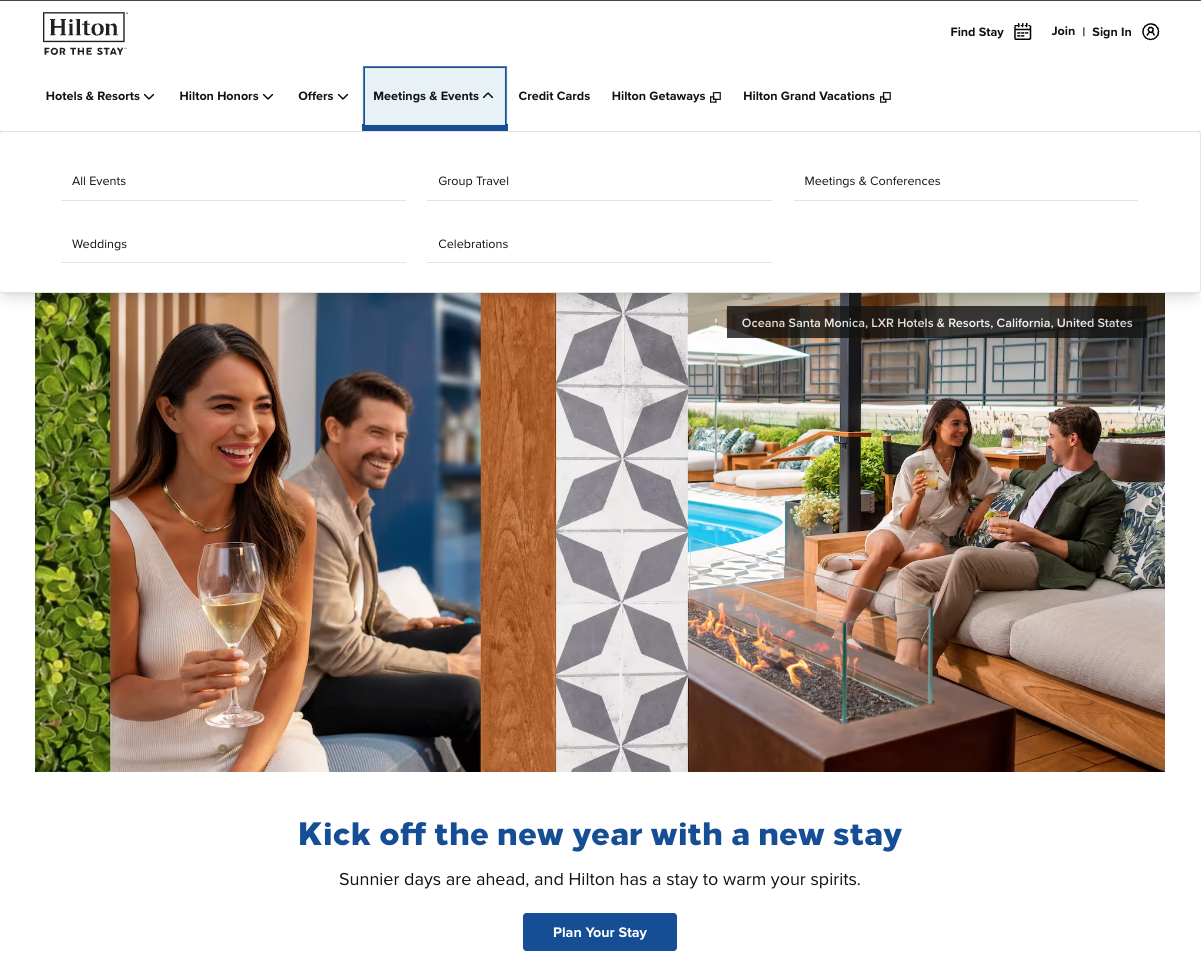 Hilton
FOR THE STAY
Find Stay
Join | Sign In
Hotels & Resorts
Hilton Honors
Offers
Meetings & Events
Credit Cards
Hilton Getaways
Hilton Grand Vacations
All Events
Group Travel
Meetings & Conferences
Weddings
Celebrations
Oceana Santa Monica, LXR Hotels & Resorts, California, United States
Kick off the new year with a new stay
Sunnier days are ahead, and Hilton has a stay to warm your spirits.
Plan Your Stay